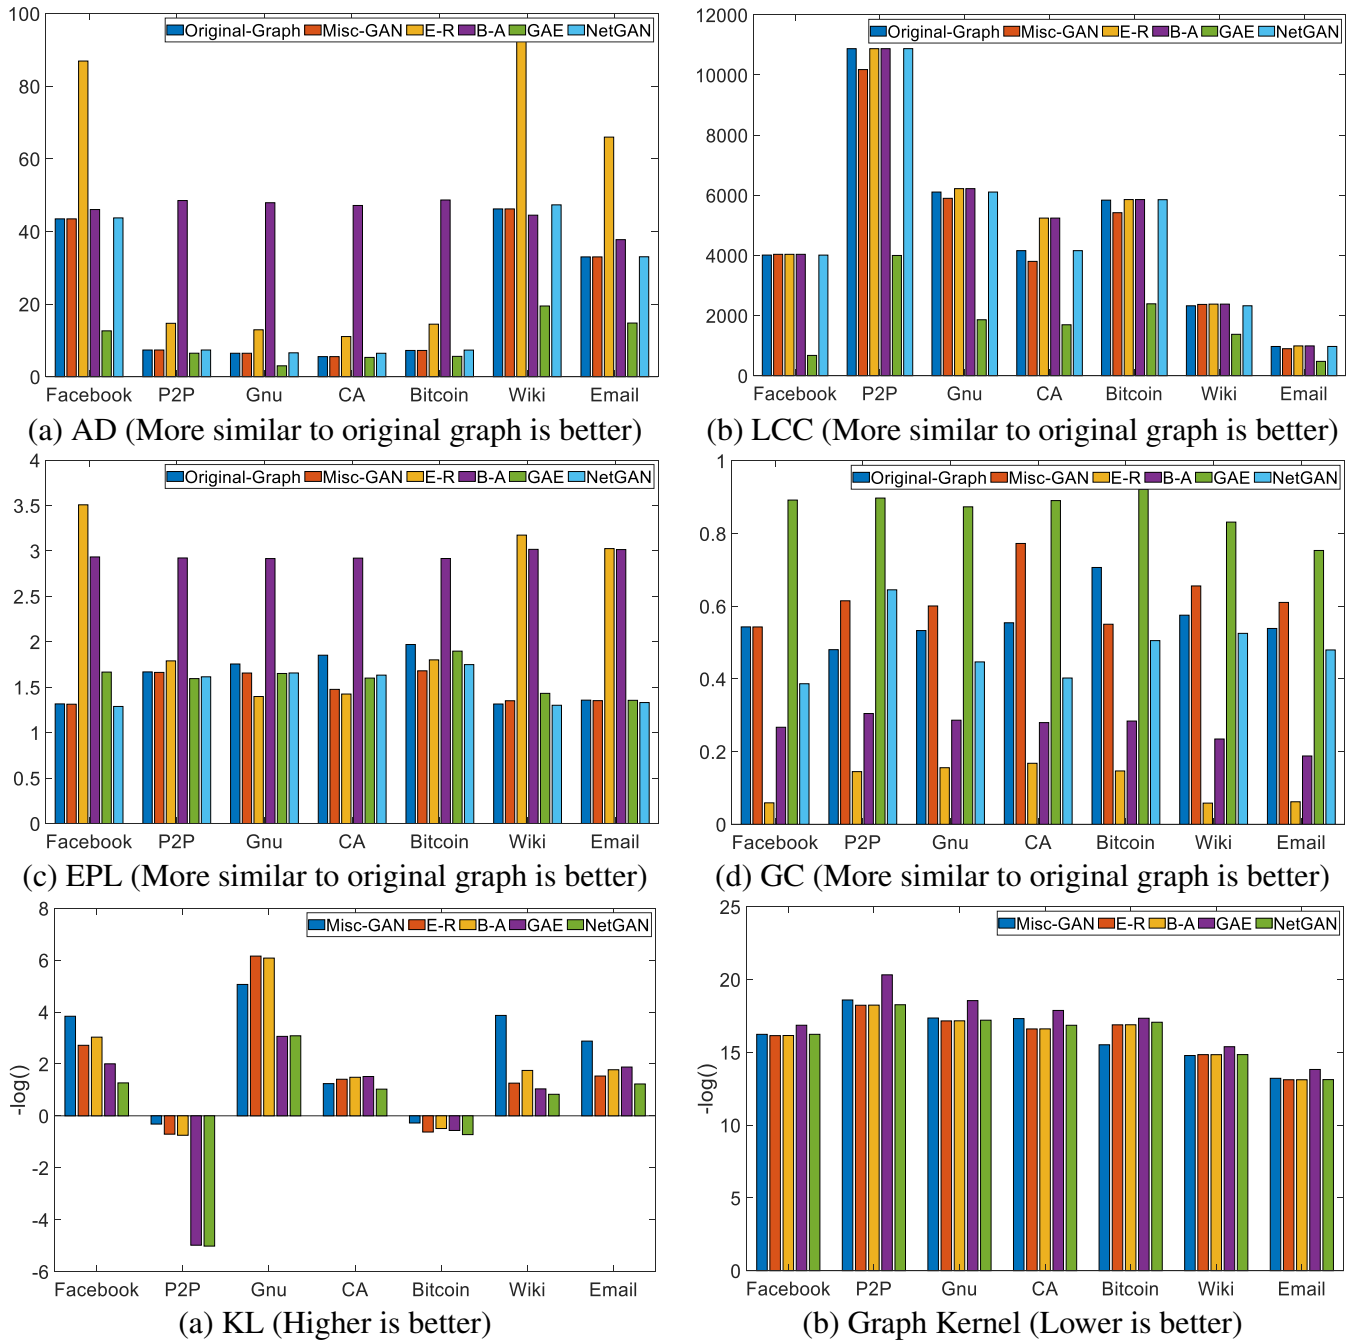 Original-Graph Misc-GAN E-R B-A GAE NetGAN
100
80
60
40
20
0
Facebook P2P Gnu CA Bitcoin Wiki Email
(a) AD (More similar to original graph is better)
Original-Graph Misc-GAN E-R B-A GAE NetGAN
12000
10000
8000
6000
4000
2000
0
Facebook P2P Gnu CA Bitcoin Wiki Email
(b) LCC (More similar to original graph is better)
Original-Graph Misc-GAN E-R B-A GAE NetGAN
4
3.5
3
2.5
2
1.5
1
0.5
0
Facebook P2P Gnu CA Bitcoin Wiki Email
(c) EPL (More similar to original graph is better)
Original-Graph Misc-GAN E-R B-A GAE NetGAN
1
0.8
0.6
0.4
0.2
0
Facebook P2P Gnu CA Bitcoin Wiki Email
(d) GC (More similar to original graph is better)
Misc-GAN E-R B-A GAE NetGAN
8
6
4
2
0
-2
-4
-6
-log()
Facebook P2P Gnu CA Bitcoin Wiki Email
(a) KL (Higher is better)
Misc-GAN E-R B-A GAE NetGAN
25
20
15
10
5
0
-log()
Facebook P2P Gnu CA Bitcoin Wiki Email
(b) Graph Kernel (Lower is better)